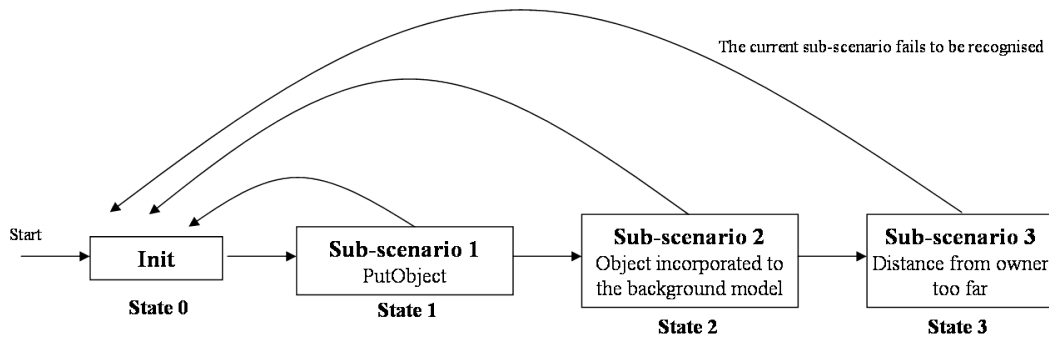 The current sub-scenario fails to be recognised
Start
Init
State 0
Sub-scenario 1
PutObject
State 1
Sub-scenario 2
Object incorporated to
the background model
State 2
Sub-scenario 3
Distance from owner
too far
State 3